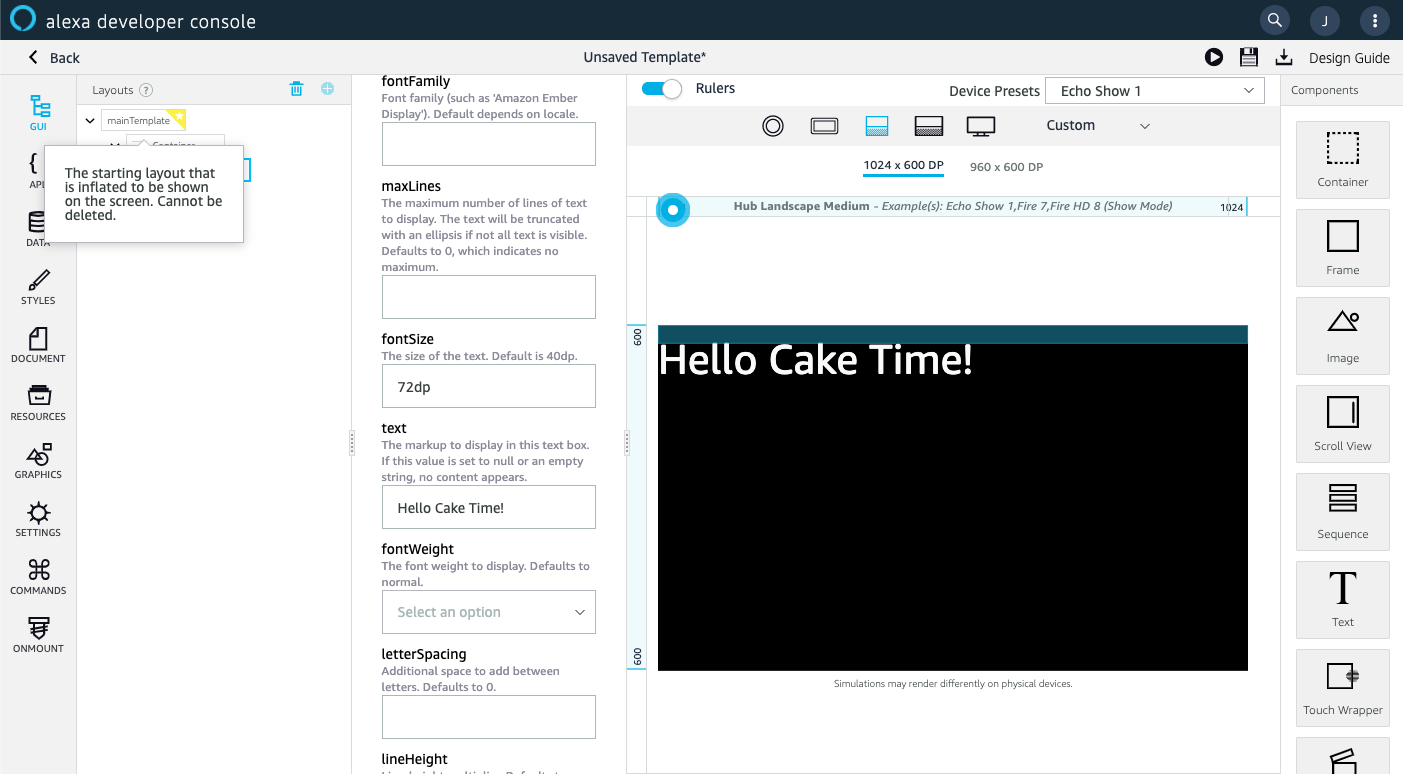 alexa developer console
J
Back
Unsaved Template*
Design Guide
GUI
APL
DATA
STYLES
DOCUMENT
RESOURCES
GRAPHICS
SETTINGS
COMMANDS
ONMOUNT
Layouts ?
mainTemplate
Container
The starting layout that
is inflated to be shown
on the screen. Cannot be
deleted.
fontFamily
Font family (such as 'Amazon Ember
Display'). Default depends on locale.
maxLines
The maximum number of lines of text
to display. The text will be truncated
with an ellipsis if not all text is visible.
Defaults to 0, which indicates no
maximum.
fontSize
The size of the text. Default is 40dp.
72dp
text
The markup to display in this text box.
If this value is set to null or an empty
string, no content appears.
Hello Cake Time!
fontWeight
The font weight to display. Defaults to
normal.
Select an option
letterSpacing
Additional space to add between
letters. Defaults to 0.
lineHeight
Rulers
Device Presets
Echo Show 1
Custom
1024 x 600 DP
960 x 600 DP
Hub Landscape Medium - Example(s): Echo Show 1,Fire 7,Fire HD 8 (Show Mode)
1024
600
Hello Cake Time!
600
Simulations may render differently on physical devices.
Components
Container
Frame
Image
Scroll View
Sequence
T
Text
Touch Wrapper